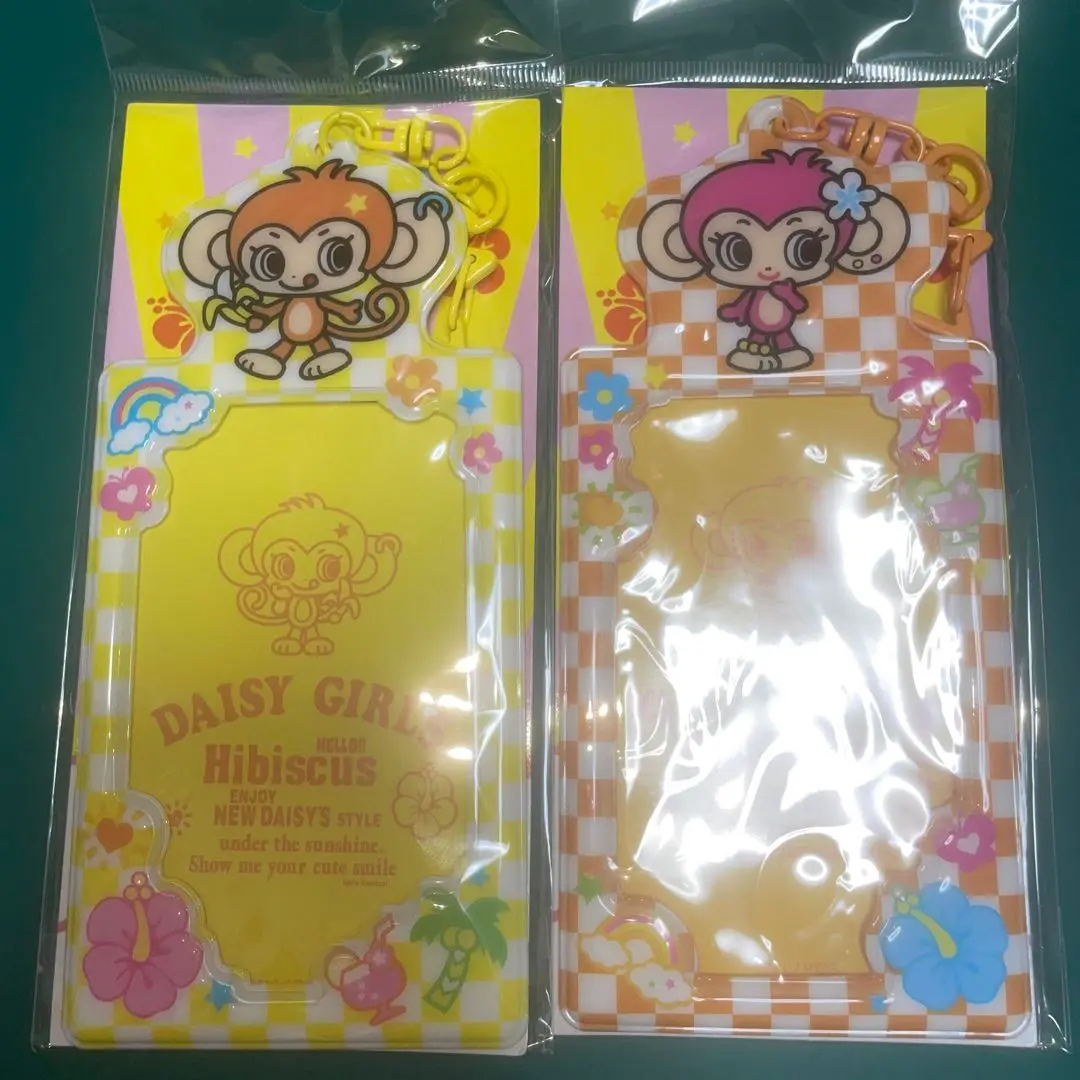 DAISY GIRLS
HELLO!!
Hibiscus
ENJOY
NEW DAISY'S STYLE
under the sunshine.
Show me your cute smile